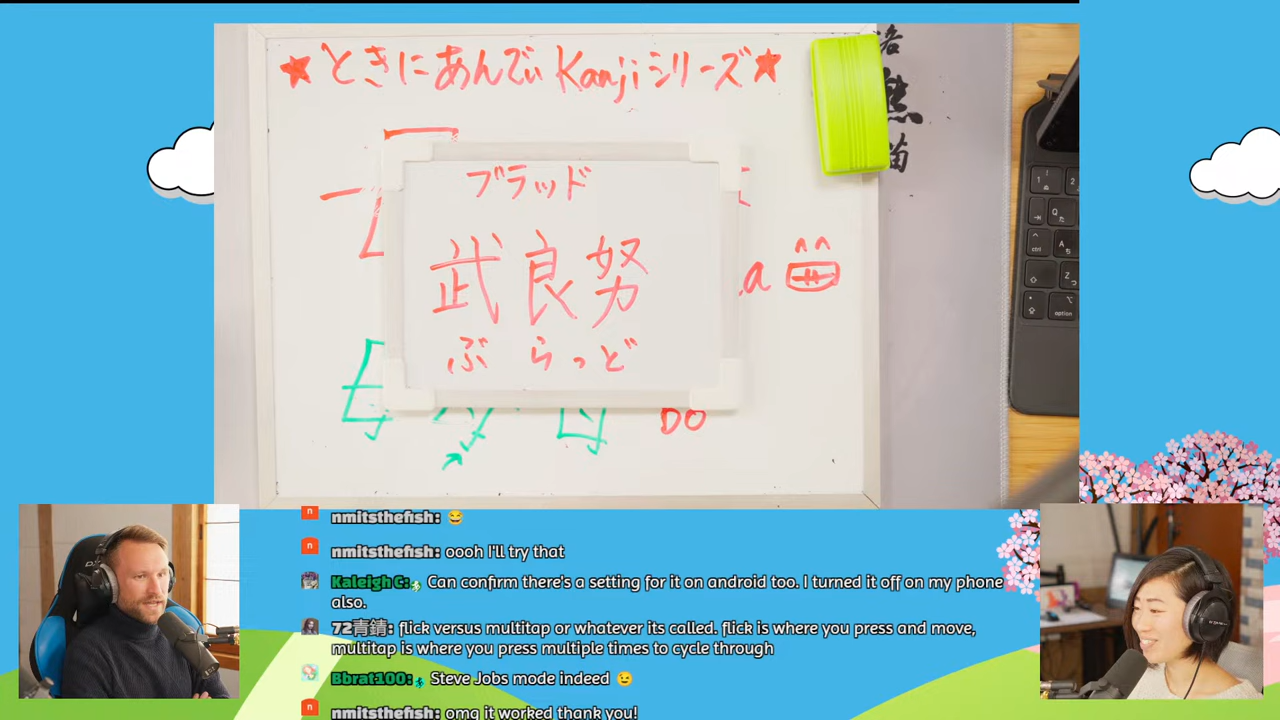 ★ときにあんでぃKanjiシリーズ★
ブラッド
武良努
ぶらっど
a
DO
nmitsthefish: 😂
nmitsthefish: oooh I'll try that
Kaleigh C: Can confirm there's a setting for it on android too. I turned it off on my phone
also.
72青錆: flick versus multitap or whatever its called. flick is where you press and move,
multitap is where you press multiple times to cycle through
Bbrat100: Steve Jobs mode indeed 😉
nmitsthefish: omg it worked thank you!